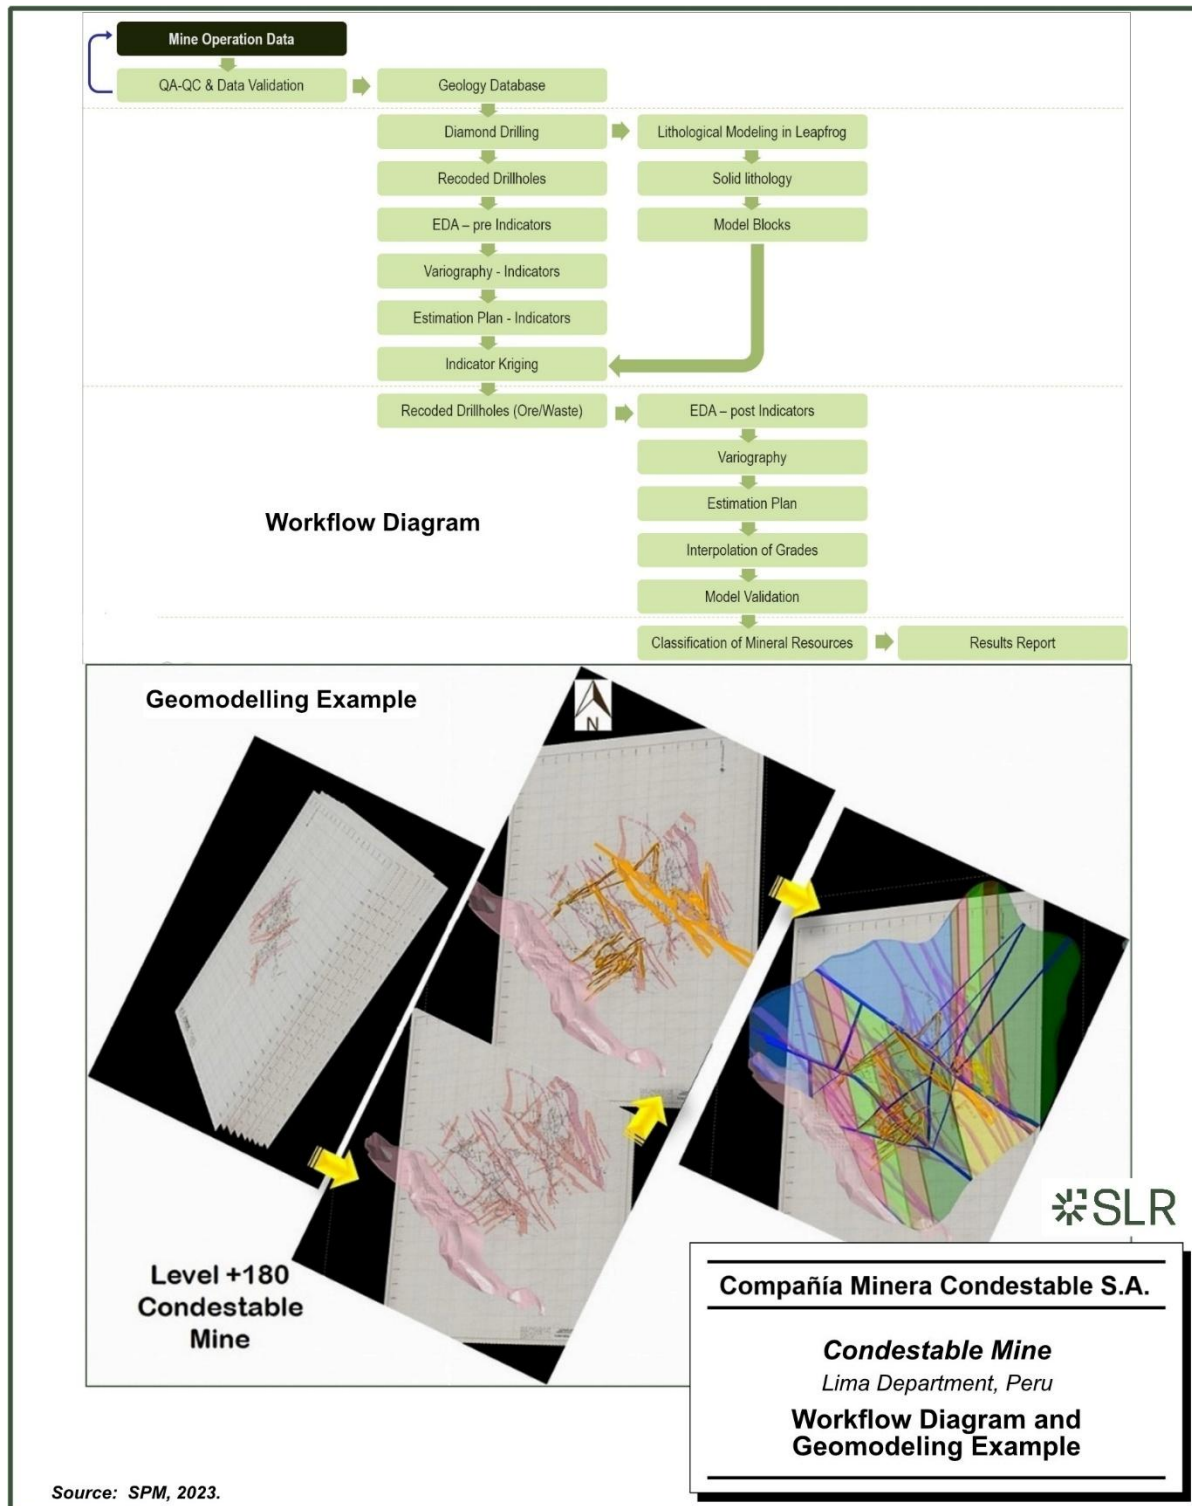 Mine Operation Data
QA-QC & Data Validation
Geology Database
Diamond Drilling
Lithological Modeling in Leapfrog
Recoded Drillholes
Solid lithology
EDA – pre Indicators
Model Blocks
Variography - Indicators
Estimation Plan - Indicators
Indicator Kriging
Recoded Drillholes (Ore/Waste)
EDA – post Indicators
Variography
Estimation Plan
Workflow Diagram
Interpolation of Grades
Model Validation
Classification of Mineral Resources
Results Report
Geomodelling Example
N
Level +180
Condestable
Mine
SLR
Compañía Minera Condestable S.A.
Condestable Mine
Lima Department, Peru
Workflow Diagram and
Geomodeling Example
Source: SPM, 2023.